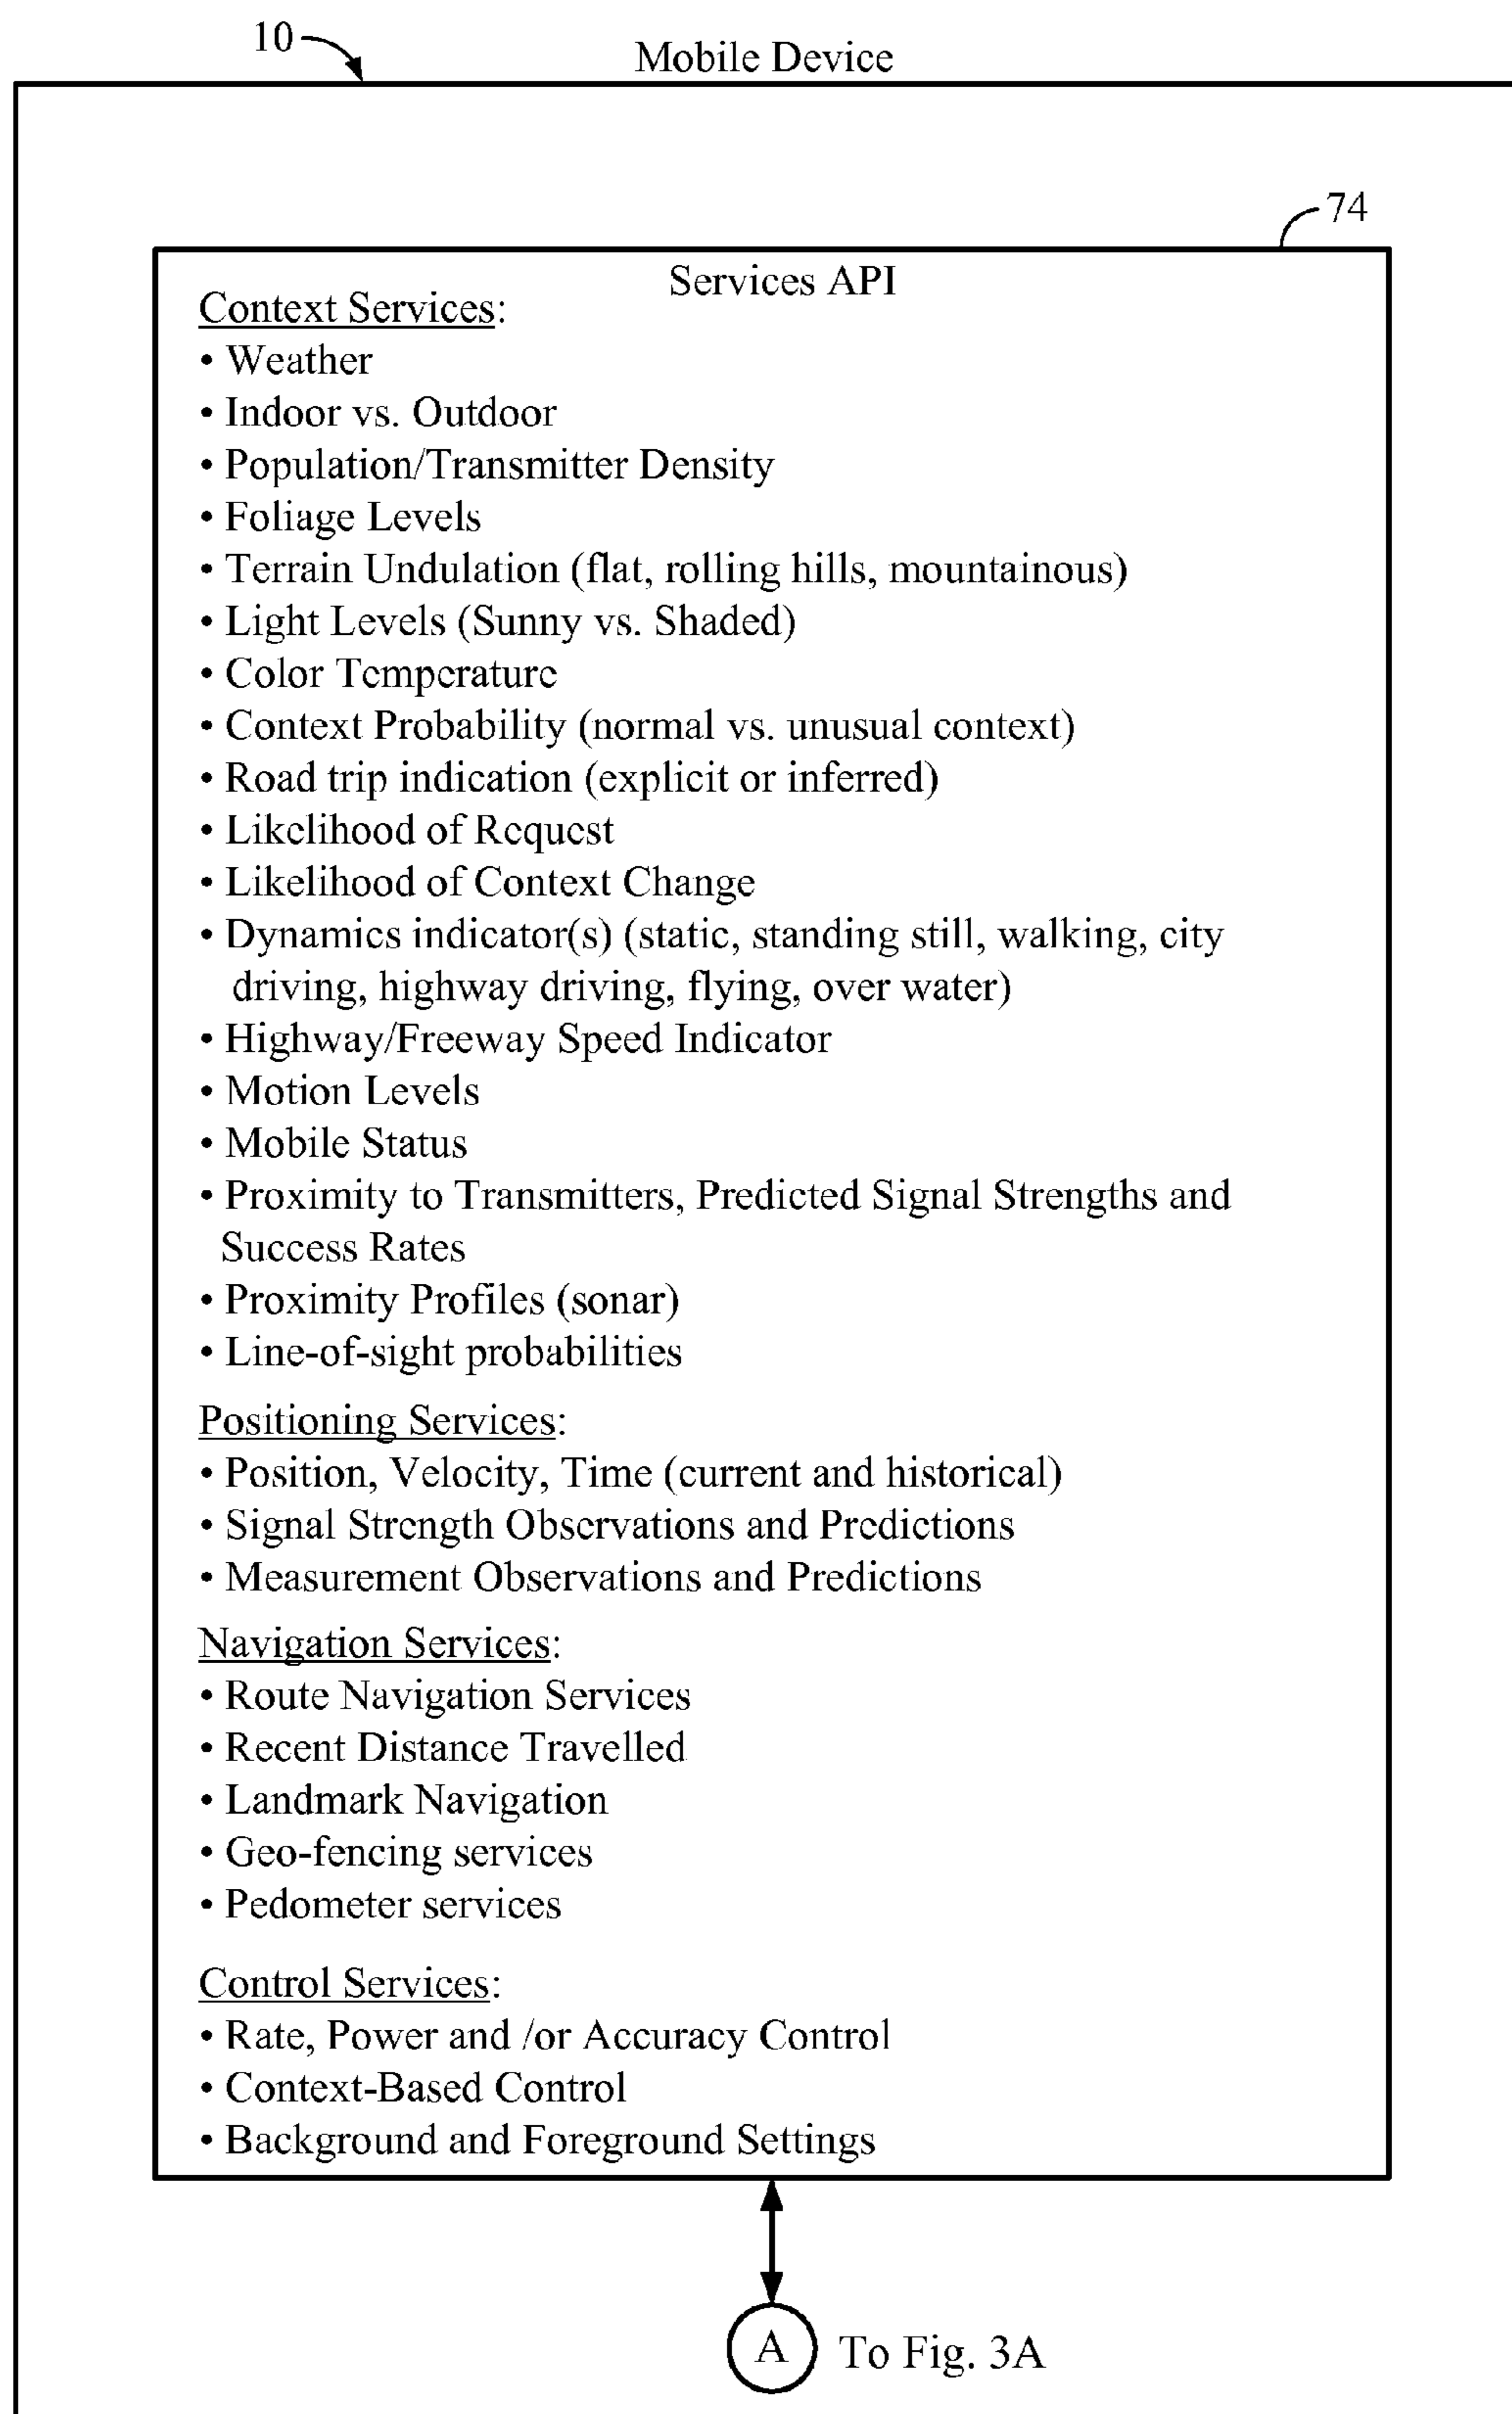 10
Mobile Device
74
Services API
Context Services:
• Weather
• Indoor vs. Outdoor
• Population/Transmitter Density
• Foliage Levels
• Terrain Undulation (flat, rolling hills, mountainous)
• Light Levels (Sunny vs. Shaded)
• Color Temperature
• Context Probability (normal vs. unusual context)
• Road trip indication (explicit or inferred)
• Likelihood of Request
• Likelihood of Context Change
• Dynamics indicator(s) (static, standing still, walking, city
driving, highway driving, flying, over water)
• Highway/Freeway Speed Indicator
• Motion Levels
• Mobile Status
• Proximity to Transmitters, Predicted Signal Strengths and
Success Rates
• Proximity Profiles (sonar)
• Line-of-sight probabilities
Positioning Services:
• Position, Velocity, Time (current and historical)
• Signal Strength Observations and Predictions
• Measurement Observations and Predictions
Navigation Services:
• Route Navigation Services
• Recent Distance Travelled
• Landmark Navigation
• Geo-fencing services
• Pedometer services
Control Services:
• Rate, Power and /or Accuracy Control
• Context-Based Control
• Background and Foreground Settings
A To Fig. 3A